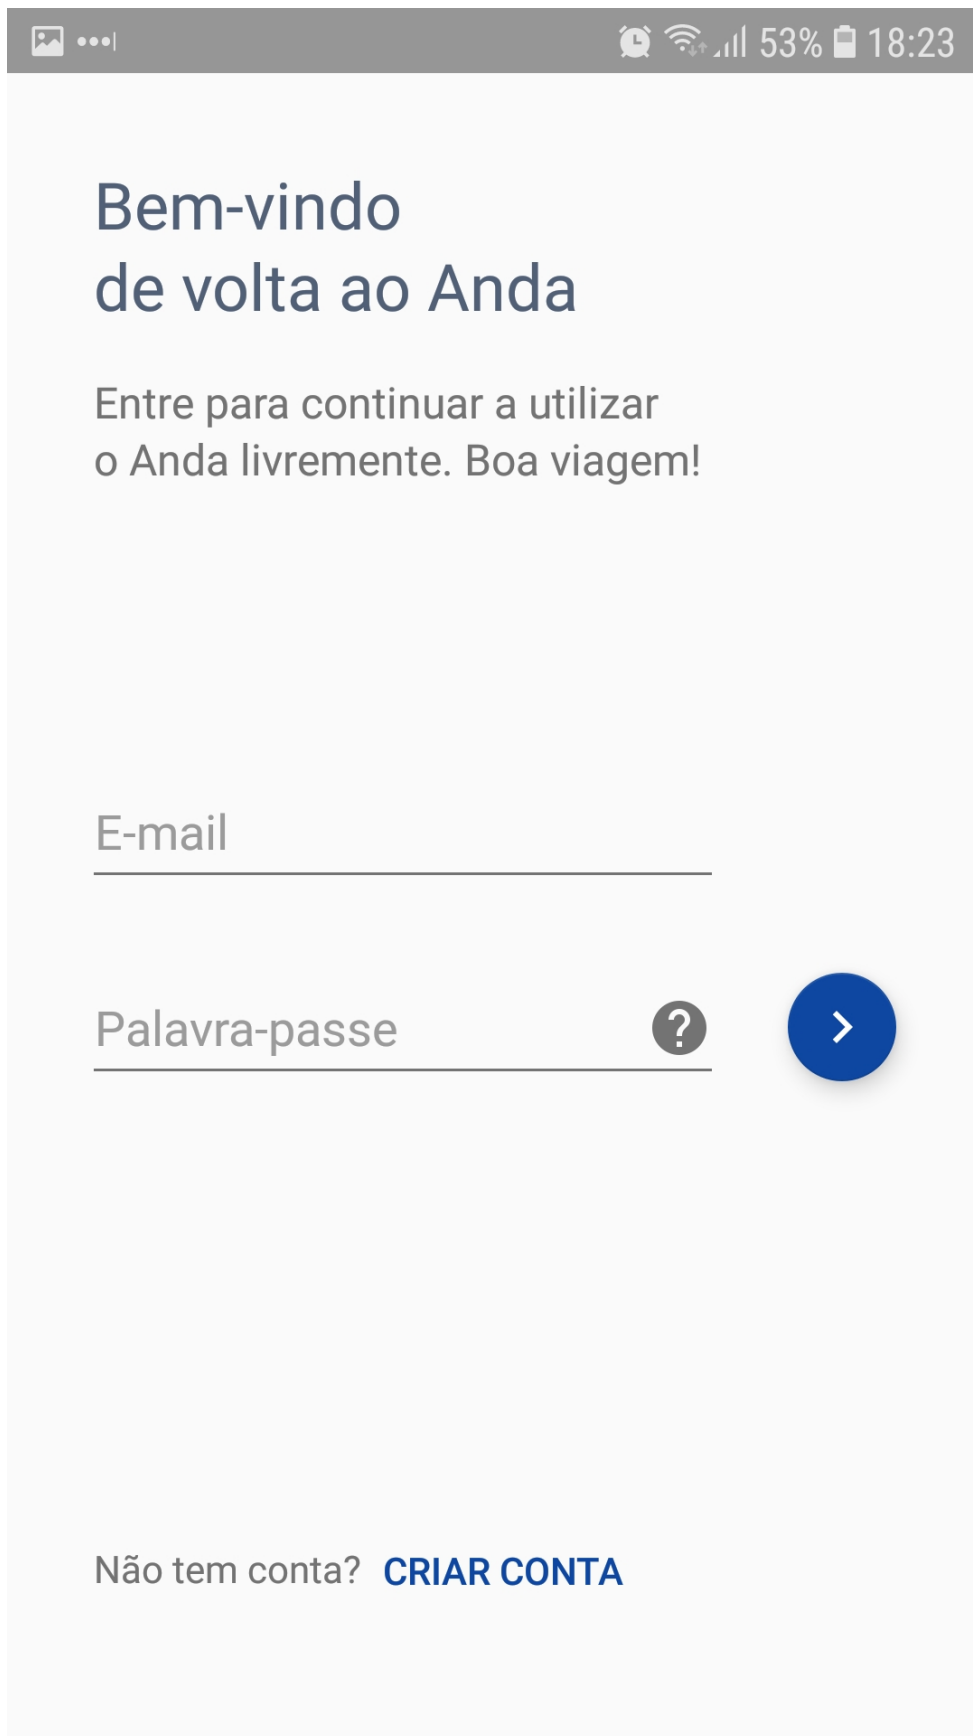 53% 18:23
Bem-vindo
de volta ao Anda
Entre para continuar a utilizar
o Anda livremente. Boa viagem!
E-mail
Palavra-passe ?
Não tem conta? CRIAR CONTA